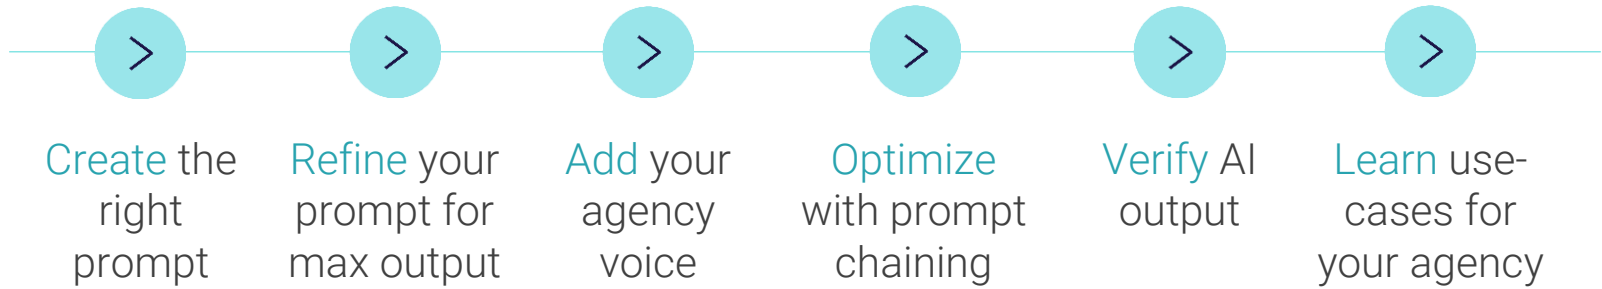 Create the
right
prompt
Refine your
prompt for
max output
Add your
agency
voice
Optimize
with prompt
chaining
Verify AI
output
Learn use-
cases for
your agency